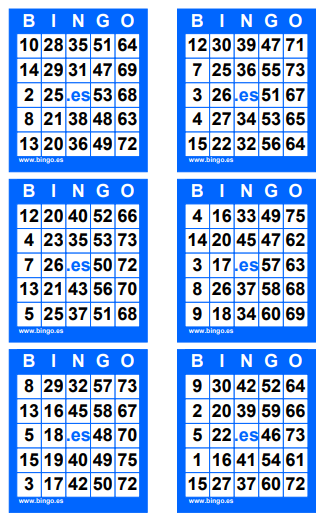 B I N G O
10 28 35 51 64
14 29 31 47 69
2 25 .es 53 68
8 21 38 48 63
13 20 36 49 72
www.bingo.es
B I N G O
12 30 39 47 71
7 25 36 55 73
3 26 .es 51 67
4 27 34 53 65
15 22 32 56 64
www.bingo.es
B I N G O
12 20 40 52 66
4 23 35 53 73
7 26 .es 50 72
13 21 43 56 70
5 25 37 51 68
www.bingo.es
B I N G O
4 16 33 49 75
14 20 45 47 62
3 17 .es 57 63
8 26 37 58 68
9 18 34 60 69
www.bingo.es
B I N G O
8 29 32 57 73
13 16 45 58 67
5 18 .es 48 70
15 19 40 49 75
3 17 42 50 72
www.bingo.es
B I N G O
9 30 42 52 64
2 20 39 59 66
5 22 .es 46 73
1 16 41 54 61
15 27 37 60 72
www.bingo.es